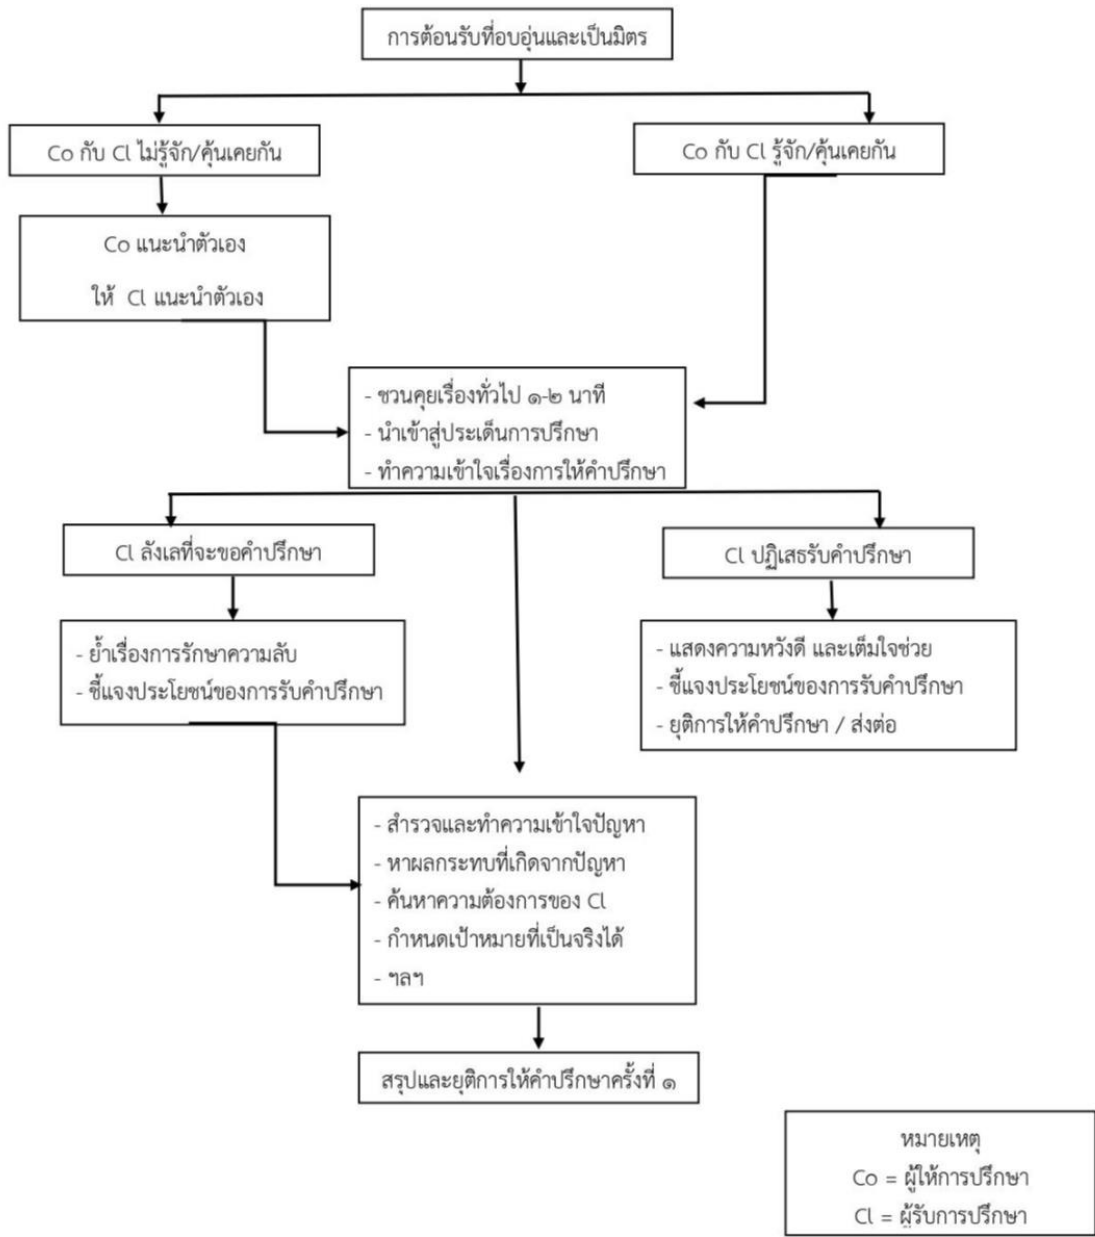 การต้อนรับที่อบอุ่นและเป็นมิตร
Co กับ Cl ไม่รู้จัก/คุ้นเคยกัน
Co กับ Cl รู้จัก/คุ้นเคยกัน
Co แนะนำตัวเอง
ให้ Cl แนะนำตัวเอง
- ชวนคุยเรื่องทั่วไป ๑-๒ นาที
- นำเข้าสู่ประเด็นการปรึกษา
- ทำความเข้าใจเรื่องการให้คำปรึกษา
Cl ลังเลที่จะขอคำปรึกษา
Cl ปฏิเสธรับคำปรึกษา
- ย้ำเรื่องการรักษาความลับ
- ชี้แจงประโยชน์ของการรับคำปรึกษา
- แสดงความหวังดี และเต็มใจช่วย
- ชี้แจงประโยชน์ของการรับคำปรึกษา
- ยุติการให้คำปรึกษา / ส่งต่อ
- สำรวจและทำความเข้าใจปัญหา
- หาผลกระทบที่เกิดจากปัญหา
- ค้นหาความต้องการของ Cl
- กำหนดเป้าหมายที่เป็นจริงได้
- ฯลฯ
สรุปและยุติการให้คำปรึกษาครั้งที่ ๑
หมายเหตุ
Co = ผู้ให้การปรึกษา
Cl = ผู้รับการปรึกษา